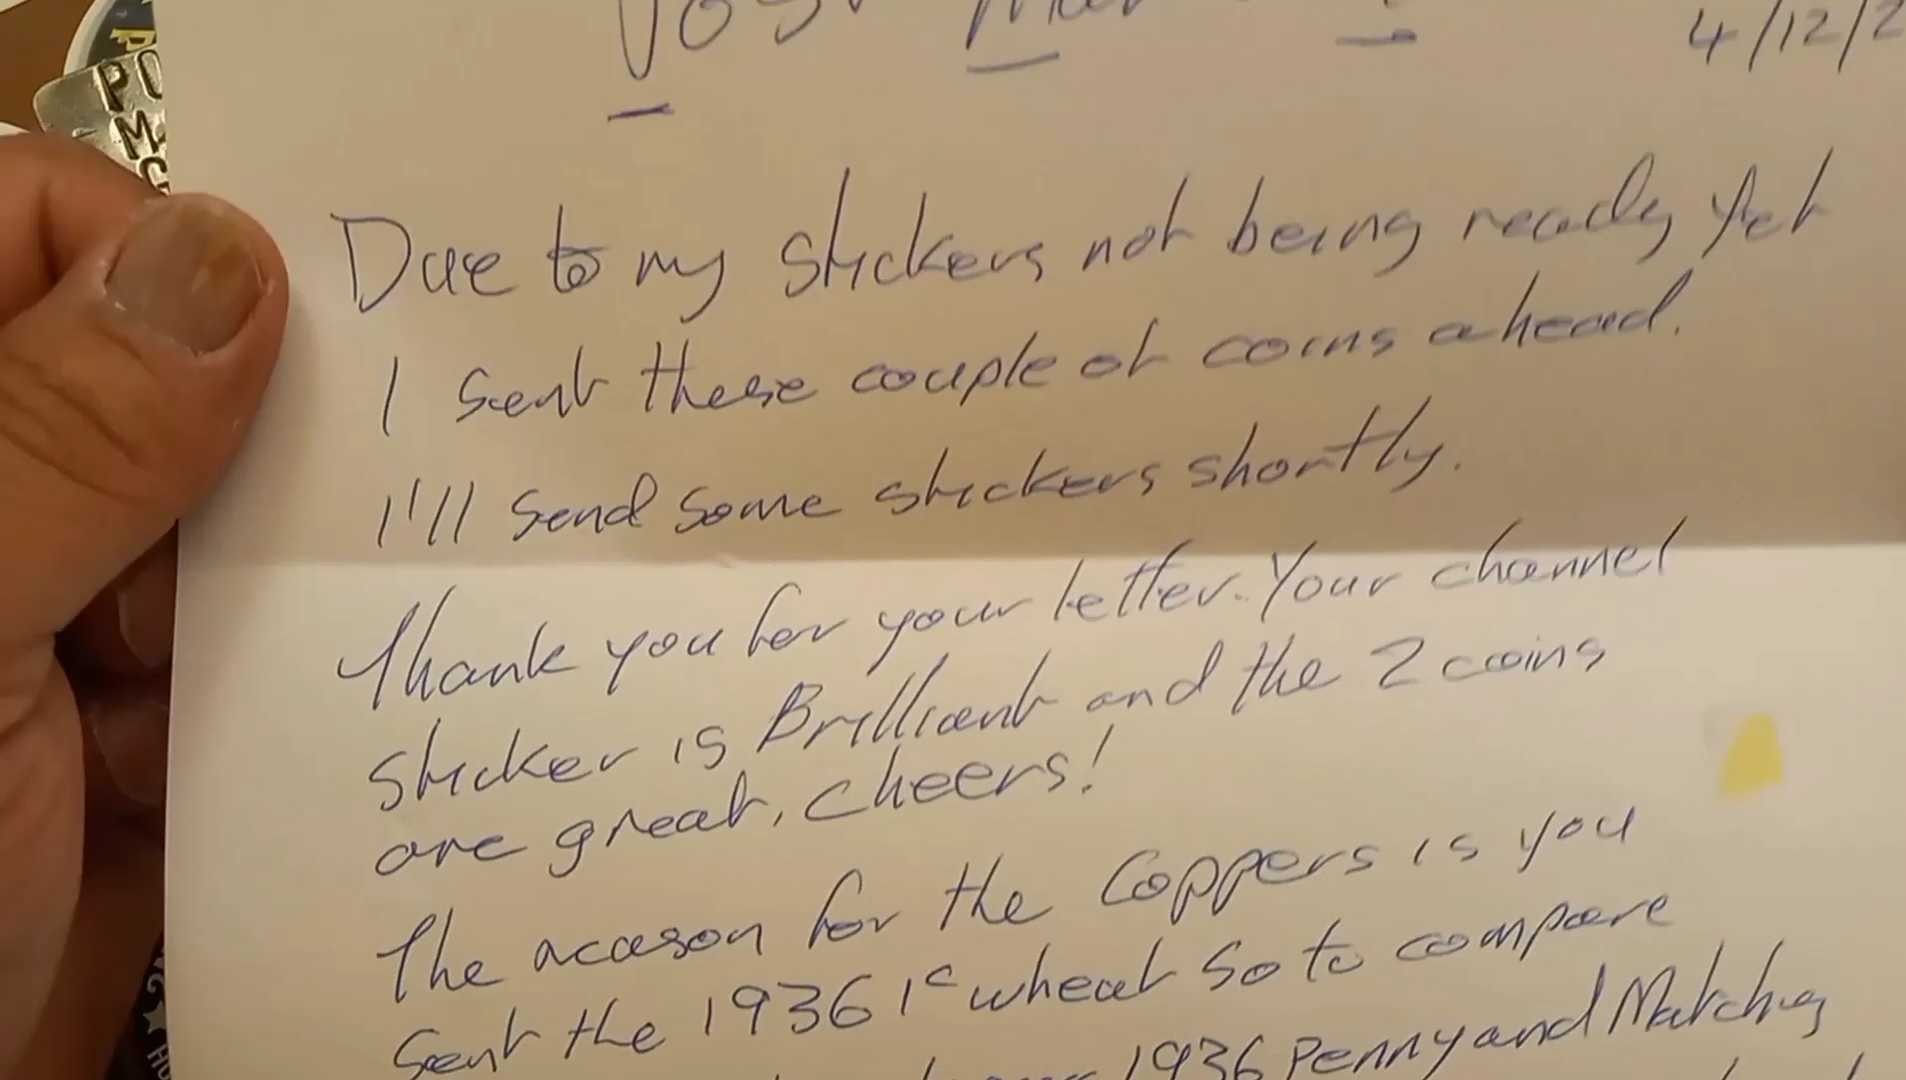 4/12/2
PO
Due to my stickers not being ready yet
I sent these couple of coins ahead.
I'll send some stickers shortly.
Thank you for your letter. Your channel
sticker is Brilliant and the 2 coins
are great, cheers!
The reason for the Coppers is you
sent the 1936 1c wheat so to compare
1936 Penny and Matching